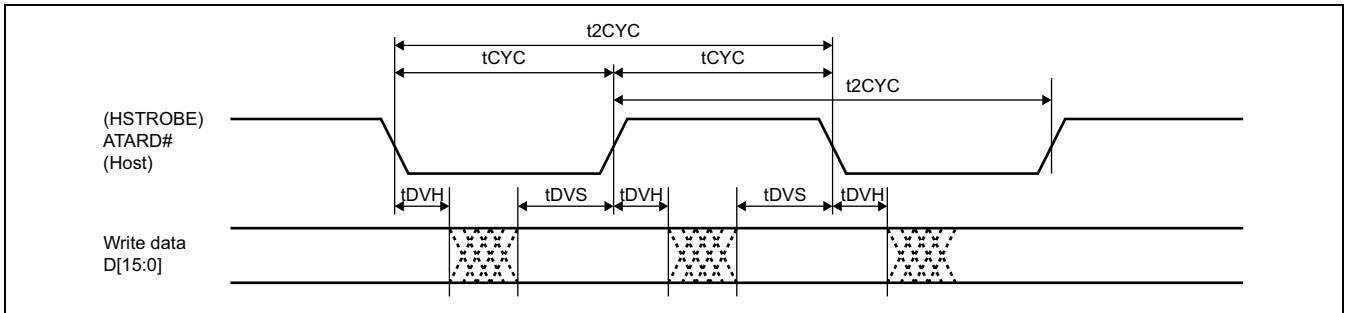 t2CYC
tCYC
tCYC
t2CYC
(HSTROBE)
ATARD#
(Host)
tDVH
tDVS
tDVH
tDVS
tDVH
Write data
D[15:0]